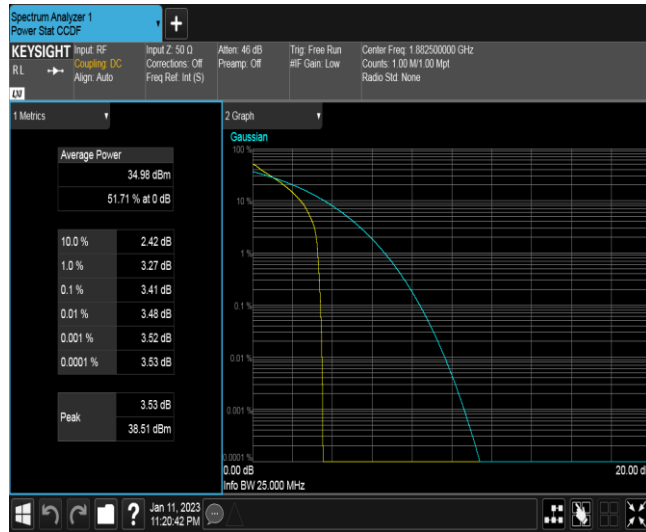 Spectrum Analyzer 1
Power Stat CCDF
+
KEYSIGHT
RL
LXI
Input: RF
Coupling: DC
Align: Auto
Input Z: 50 Ω
Corrections: Off
Freq Ref: Int (S)
Atten: 46 dB
Preamp: Off
Trig: Free Run
#IF Gain: Low
Center Freq: 1.882500000 GHz
Counts: 1.00 M/1.00 Mpt
Radio Std: None
1 Metrics
Average Power
34.98 dBm
51.71 % at 0 dB
10.0 % 2.42 dB
1.0 % 3.27 dB
0.1 % 3.41 dB
0.01 % 3.48 dB
0.001 % 3.52 dB
0.0001 % 3.53 dB
Peak
3.53 dB
38.51 dBm
2 Graph
Gaussian
100 %
10 %
1 %
0.1 %
0.01 %
0.001 %
0.0001 %
0.00 dB
20.00 d
Info BW 25.000 MHz
?
Jan 11, 2023
11:20:42 PM